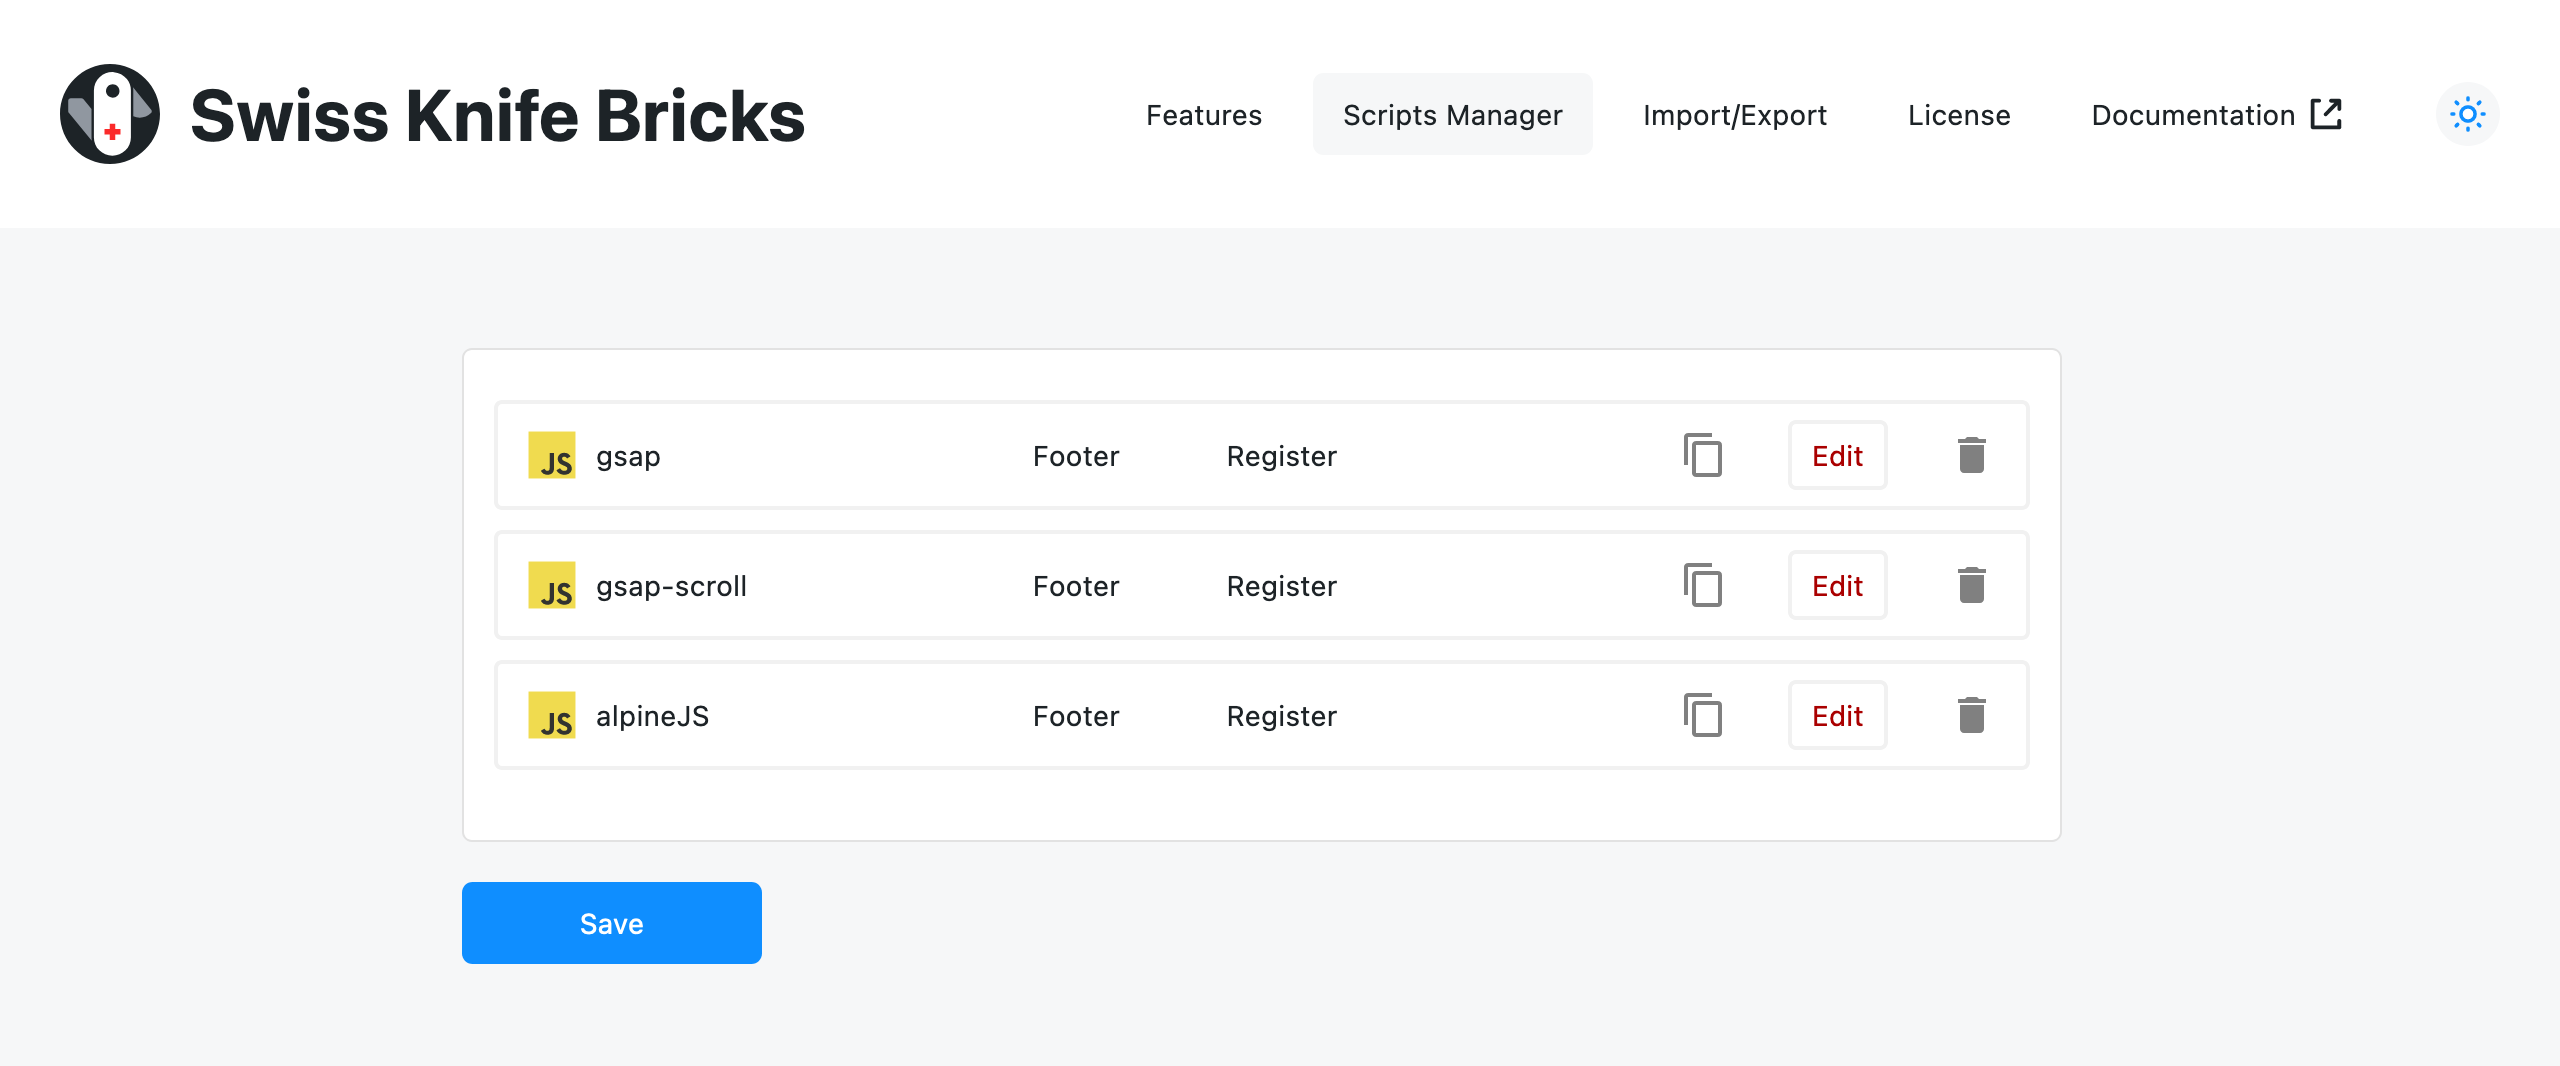 Swiss Knife Bricks
Features Scripts Manager Import/Export License Documentation
JS gsap Footer Register Edit
JS gsap-scroll Footer Register Edit
JS alpineJS Footer Register Edit
Save